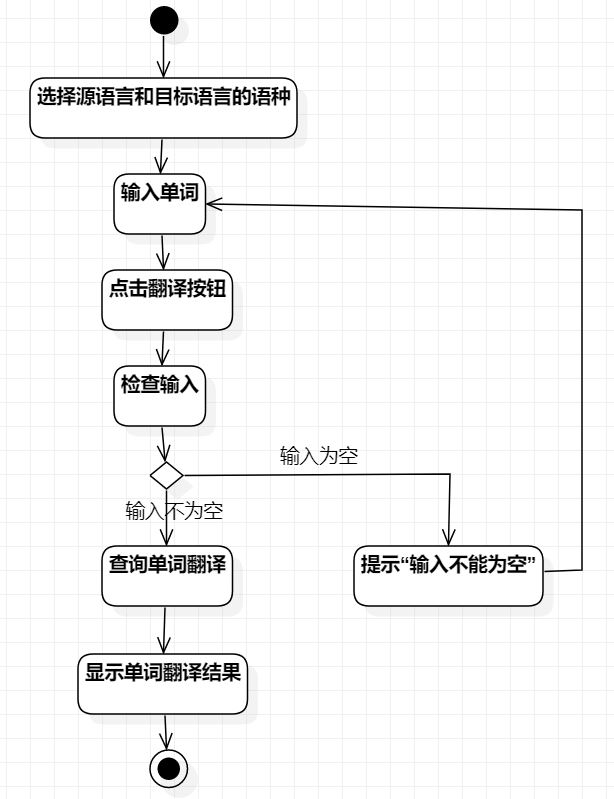 选择源语言和目标语言的语种
输入单词
点击翻译按钮
检查输入
输入为空
输入不为空
查询单词翻译
提示“输入不能为空”
显示单词翻译结果